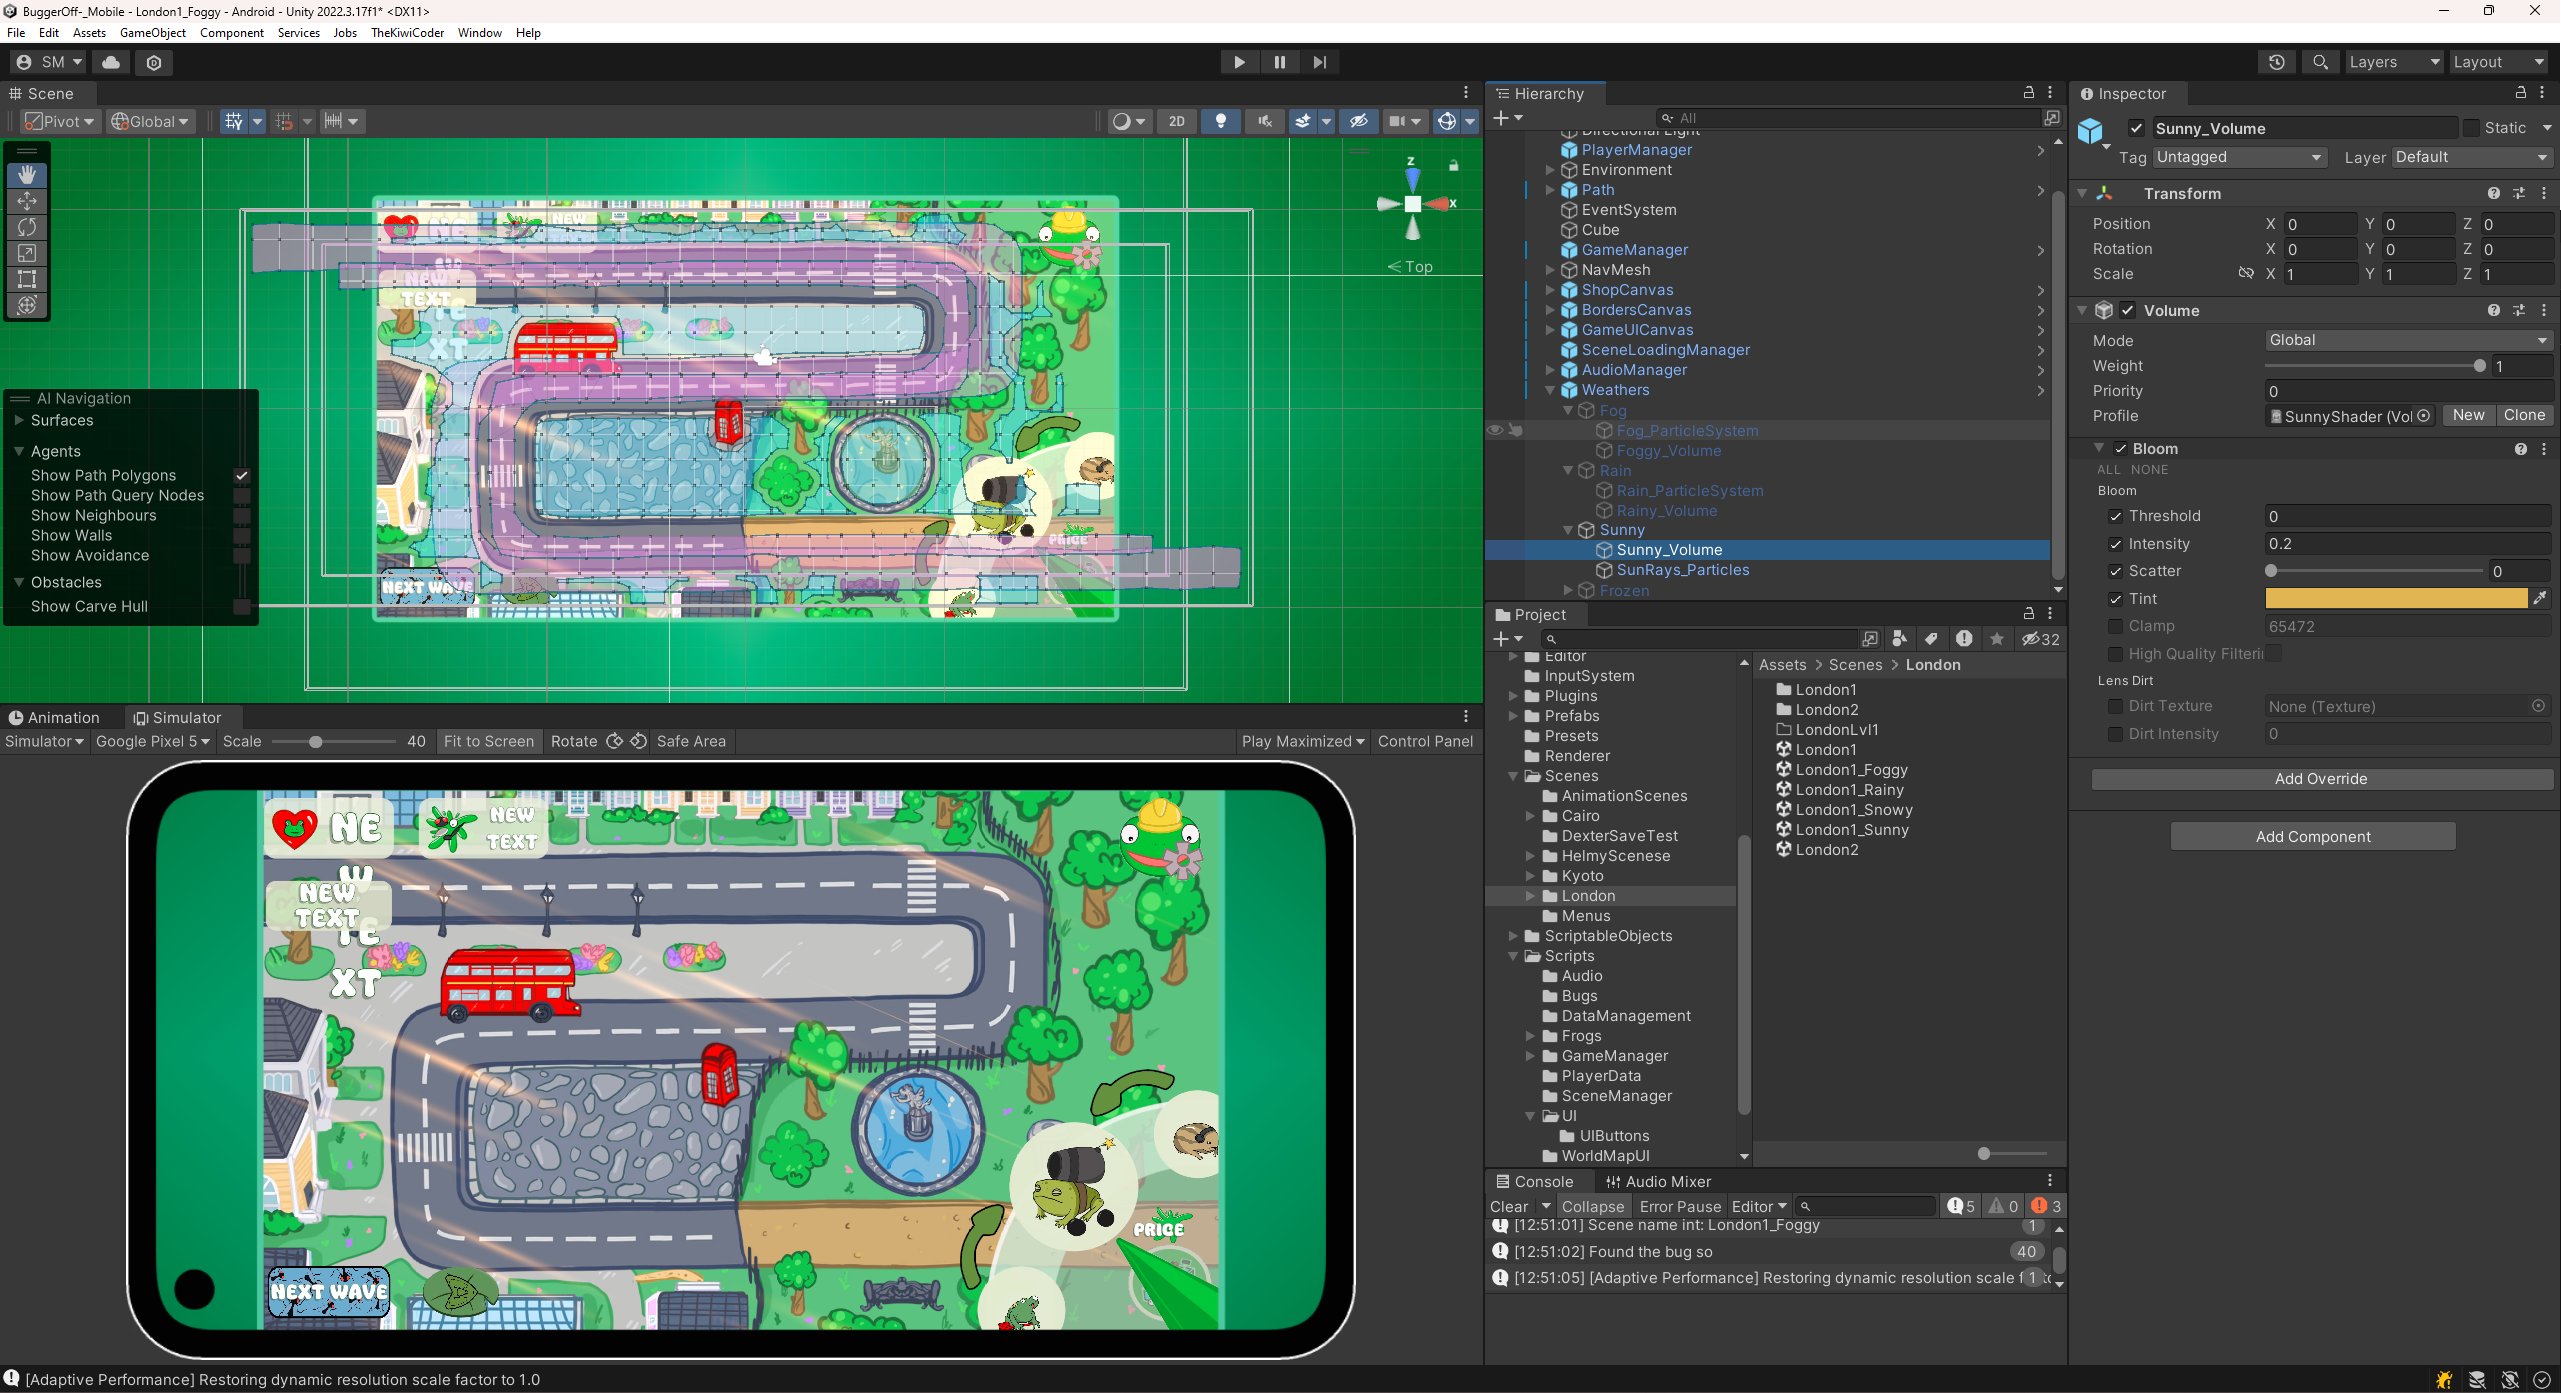 BuggerOff-_Mobile - London1_Foggy - Android - Unity 2022.3.17f1* <DX11>
File Edit Assets GameObject Component Services Jobs TheKiwiCoder Window Help
SM
Layers
Layout
Scene
Pivot
Global
2D
Z
X
Top
NE
NEW
NEW
TEXT
TE
XT
PRICE
NEXT WAVE
AI Navigation
Surfaces
Agents
Show Path Polygons
Show Path Query Nodes
Show Neighbours
Show Walls
Show Avoidance
Obstacles
Show Carve Hull
Animation
Simulator
Simulator
Google Pixel 5
Scale
40
Fit to Screen
Rotate
Safe Area
Play Maximized
Control Panel
NE
W
TE
XT
NEW
TEXT
NEW
TEXT
PRICE
NEXT WAVE
Hierarchy
All
Directional Light
PlayerManager
Environment
Path
EventSystem
Cube
GameManager
NavMesh
ShopCanvas
BordersCanvas
GameUICanvas
SceneLoadingManager
AudioManager
Weathers
Fog
Fog_ParticleSystem
Foggy_Volume
Rain
Rain_ParticleSystem
Rainy_Volume
Sunny
Sunny_Volume
SunRays_Particles
Frozen
Project
32
Editor
InputSystem
Plugins
Prefabs
Presets
Renderer
Scenes
AnimationScenes
Cairo
DexterSaveTest
HelmyScenese
Kyoto
London
Menus
ScriptableObjects
Scripts
Audio
Bugs
DataManagement
Frogs
GameManager
PlayerData
SceneManager
UI
UIButtons
WorldMapUI
Assets > Scenes > London
London1
London2
LondonLvl1
London1
London1_Foggy
London1_Rainy
London1_Snowy
London1_Sunny
London2
Console
Audio Mixer
Clear
Collapse
Error Pause
Editor
5
0
3
[12:51:01] Scene name int: London1_Foggy
1
[12:51:02] Found the bug so
40
[12:51:05] [Adaptive Performance] Restoring dynamic resolution scale f
1
Inspector
Sunny_Volume
Static
Tag Untagged
Layer Default
Transform
Position X 0 Y 0 Z 0
Rotation X 0 Y 0 Z 0
Scale X 1 Y 1 Z 1
Volume
Mode Global
Weight 1
Priority 0
Profile SunnyShader (Vol New Clone
Bloom
ALL NONE
Bloom
Threshold 0
Intensity 0.2
Scatter 0
Tint
Clamp 65472
High Quality Filteri
Lens Dirt
Dirt Texture None (Texture)
Dirt Intensity 0
Add Override
Add Component
[Adaptive Performance] Restoring dynamic resolution scale factor to 1.0